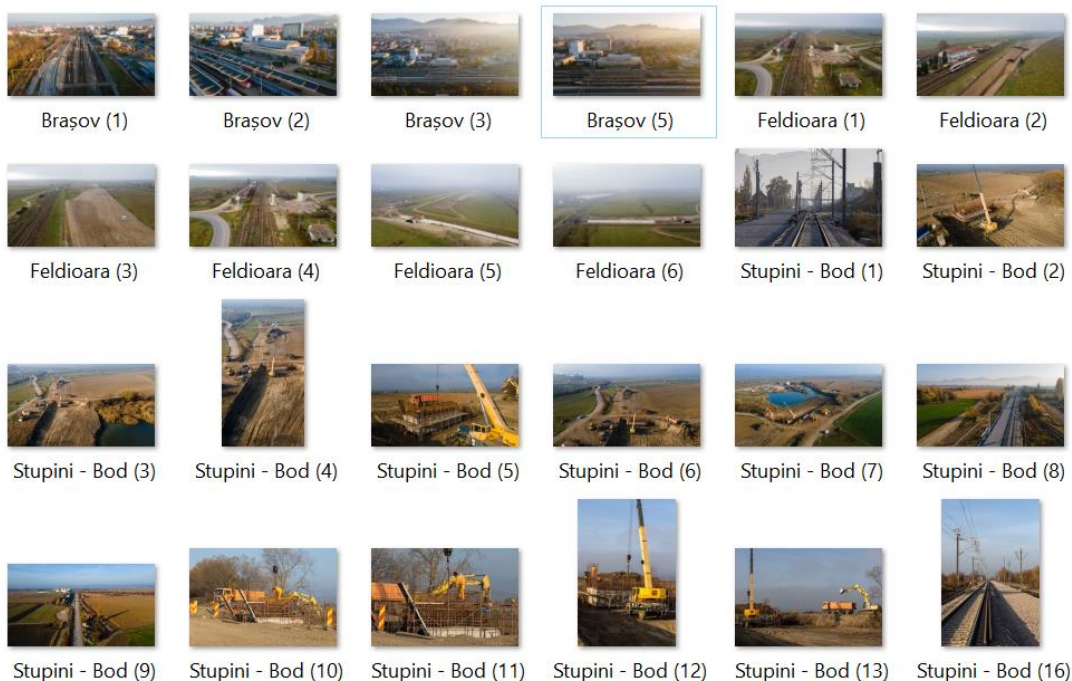 Brașov (1) Brașov (2) Brașov (3) Brașov (5) Feldioara (1) Feldioara (2)
Feldioara (3) Feldioara (4) Feldioara (5) Feldioara (6) Stupini - Bod (1) Stupini - Bod (2)
Stupini - Bod (3) Stupini - Bod (4) Stupini - Bod (5) Stupini - Bod (6) Stupini - Bod (7) Stupini - Bod (8)
Stupini - Bod (9) Stupini - Bod (10) Stupini - Bod (11) Stupini - Bod (12) Stupini - Bod (13) Stupini - Bod (16)